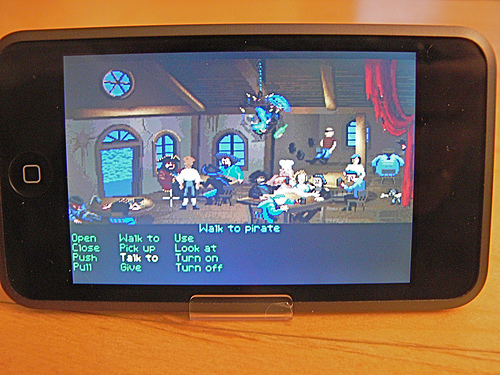 Walk to pirate
Open Walk to Use
Close Pick up Look at
Push Talk to Turn on
Pull Give Turn off